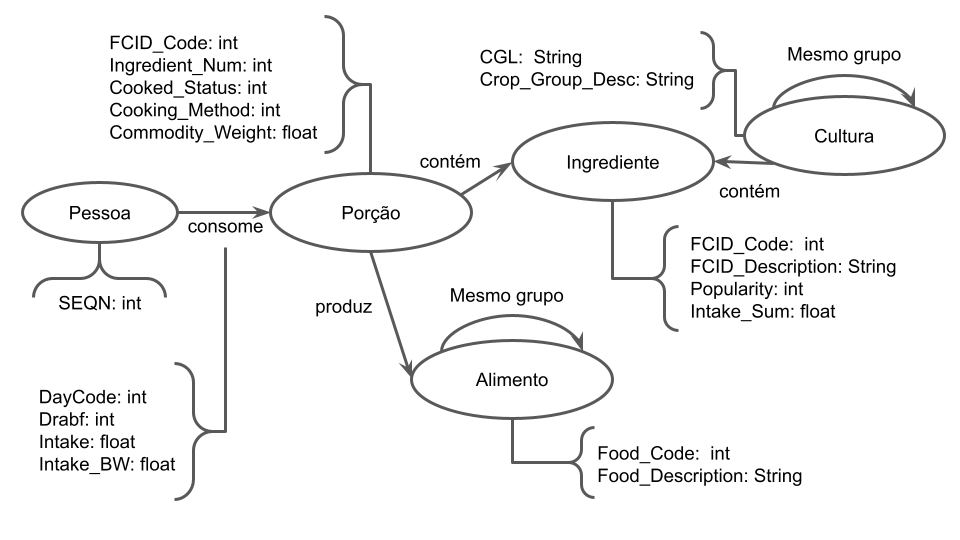 FCID_Code: int
Ingredient_Num: int
Cooked_Status: int
Cooking_Method: int
Commodity_Weight: float
CGL:  String
Crop_Group_Desc: String
Mesmo grupo
Cultura
contém
Ingrediente
contém
Pessoa
consome
Porção
SEQN: int
FCID_Code:  int
FCID_Description: String
Popularity: int
Intake_Sum: float
produz
Mesmo grupo
Alimento
DayCode: int
Drabf: int
Intake: float
Intake_BW: float
Food_Code:  int
Food_Description: String